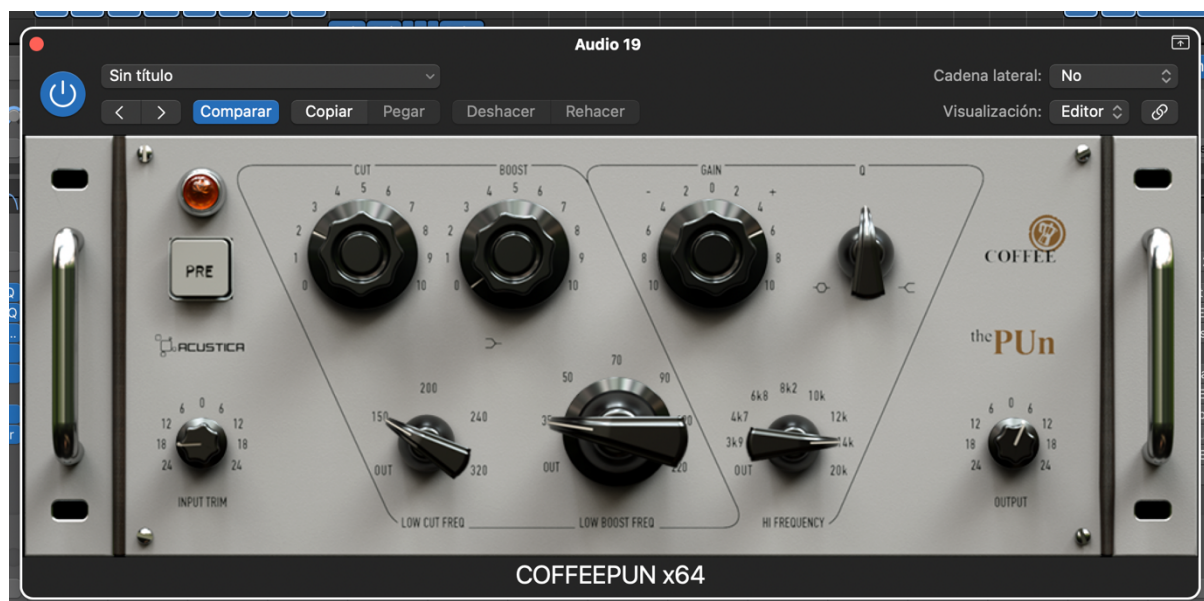 Audio 19
Sin título
Cadena lateral: No
Comparar Copiar Pegar Deshacer Rehacer Visualización: Editor
CUT BOOST GAIN Q
0 1 2 3 4 5 6 7 8 9 10
0 1 2 3 4 5 6 7 8 9 10
10 8 6 4 - 2 0 2 + 4 6 8 10
PRE
COFFEE
ACUSTICA
thePUn
OUT 150 200 240 320
OUT 50 70 90
OUT 3k9 4k7 6k8 8k2 10k 12k 14k 20k
24 18 12 6 0 6 12 18 24
24 18 12 6 0 6 12 18 24
INPUT TRIM LOW CUT FREQ LOW BOOST FREQ HI FREQUENCY OUTPUT
COFFEEPUN x64